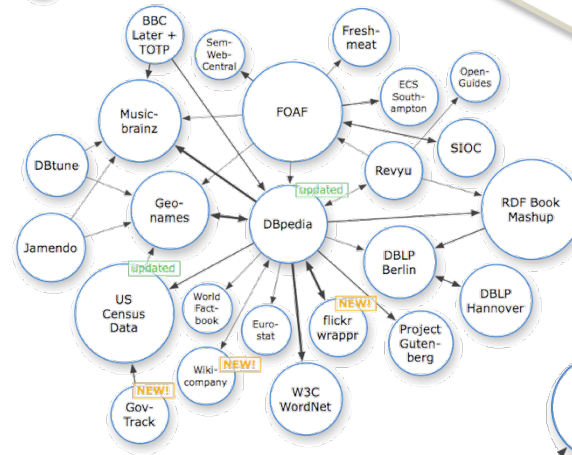 BBC
Later +
TOTP
Sem-
Web-
Central
Fresh-
meat
FOAF
ECS
South-
ampton
Open-
Guides
Music-
brainz
SIOC
DBtune
Revyu
Geo-
names
updated
DBpedia
RDF Book
Mashup
Jamendo
updated
DBLP
Berlin
US
Census
Data
World
Fact-
book
Euro-
stat
NEW!
flickr
wrappr
DBLP
Hannover
Project
Guten-
berg
NEW!
Wiki-
company
NEW!
Gov-
Track
W3C
WordNet